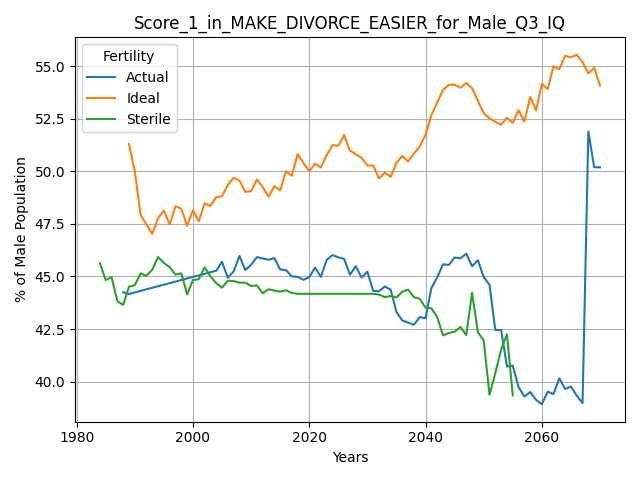 Score_1_in_MAKE_DIVORCE_EASIER_for_Male_Q3_IQ
Fertility
Actual
Ideal
Sterile
% of Male Population
55.0
52.5
50.0
47.5
45.0
42.5
40.0
1980
2000
2020
2040
2060
Years